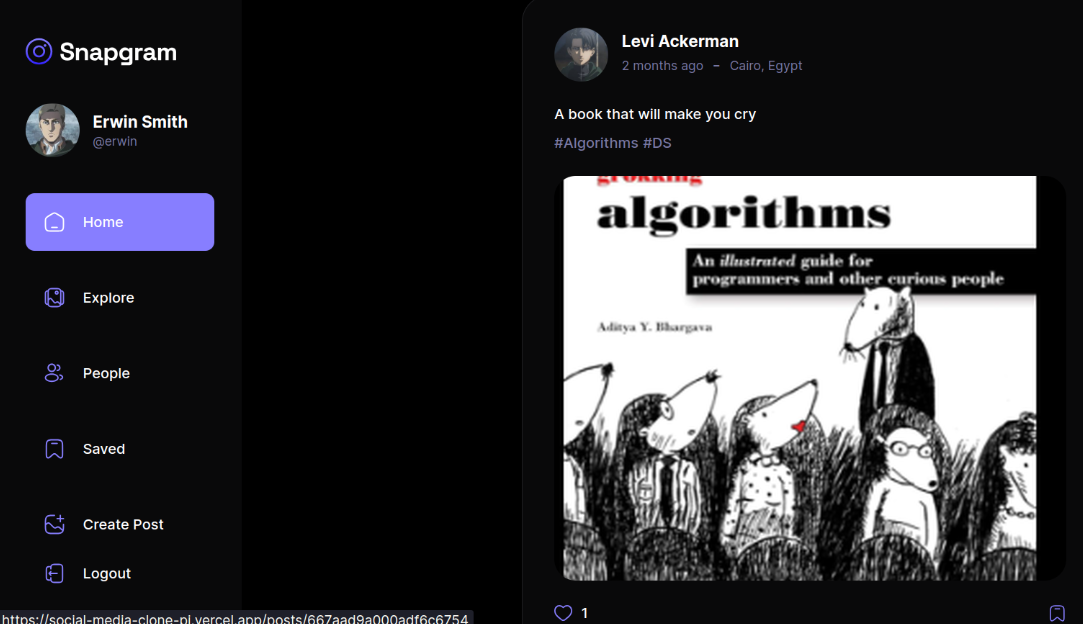 Snapgram
Erwin Smith
@erwin
Home
Explore
People
Saved
Create Post
Logout
Levi Ackerman
2 months ago – Cairo, Egypt
A book that will make you cry
#Algorithms #DS
grokking
algorithms
An illustrated guide for
programmers and other curious people
Aditya Y. Bhargava
1
https://social-media-clone-pi.vercel.app/posts/667aad9a000adf6c6754